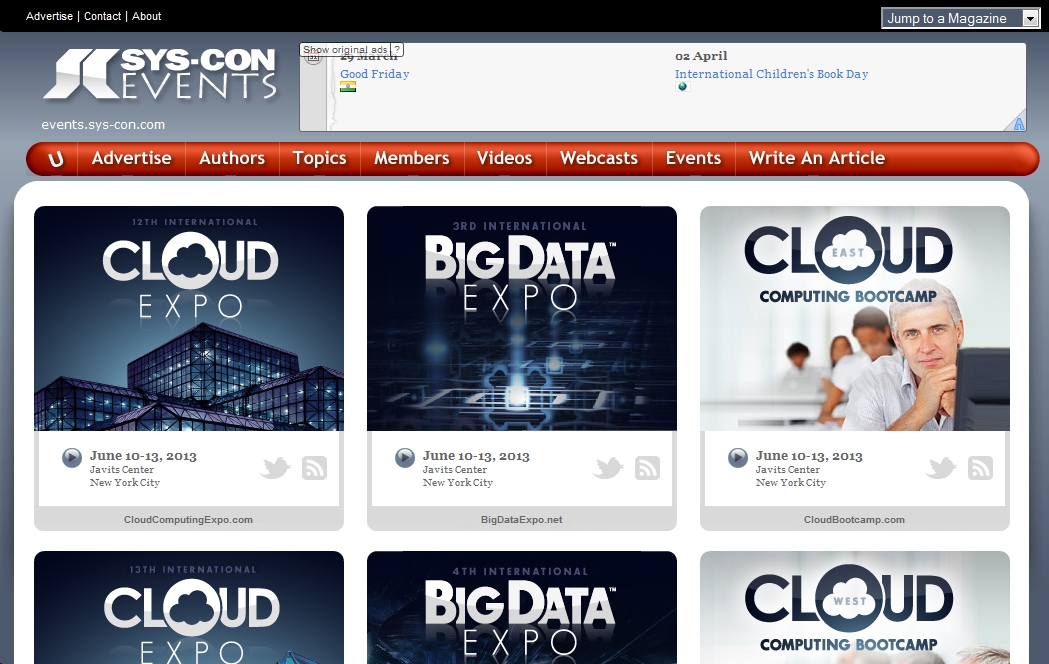 Advertise | Contact | About
Jump to a Magazine
SYS-CON
EVENTS
events.sys-con.com
Show original ads
?
29 March
Good Friday
02 April
International Children's Book Day
Advertise
Authors
Topics
Members
Videos
Webcasts
Events
Write An Article
12TH INTERNATIONAL
CLOUD
EXPO
June 10-13, 2013
Javits Center
New York City
CloudComputingExpo.com
3RD INTERNATIONAL
BIGDATA™
EXPO
June 10-13, 2013
Javits Center
New York City
BigDataExpo.net
CLOUD
EAST
COMPUTING BOOTCAMP
June 10-13, 2013
Javits Center
New York City
CloudBootcamp.com
13TH INTERNATIONAL
CLOUD
EXPO
4TH INTERNATIONAL
BIGDATA™
EXPO
CLOUD
WEST
COMPUTING BOOTCAMP